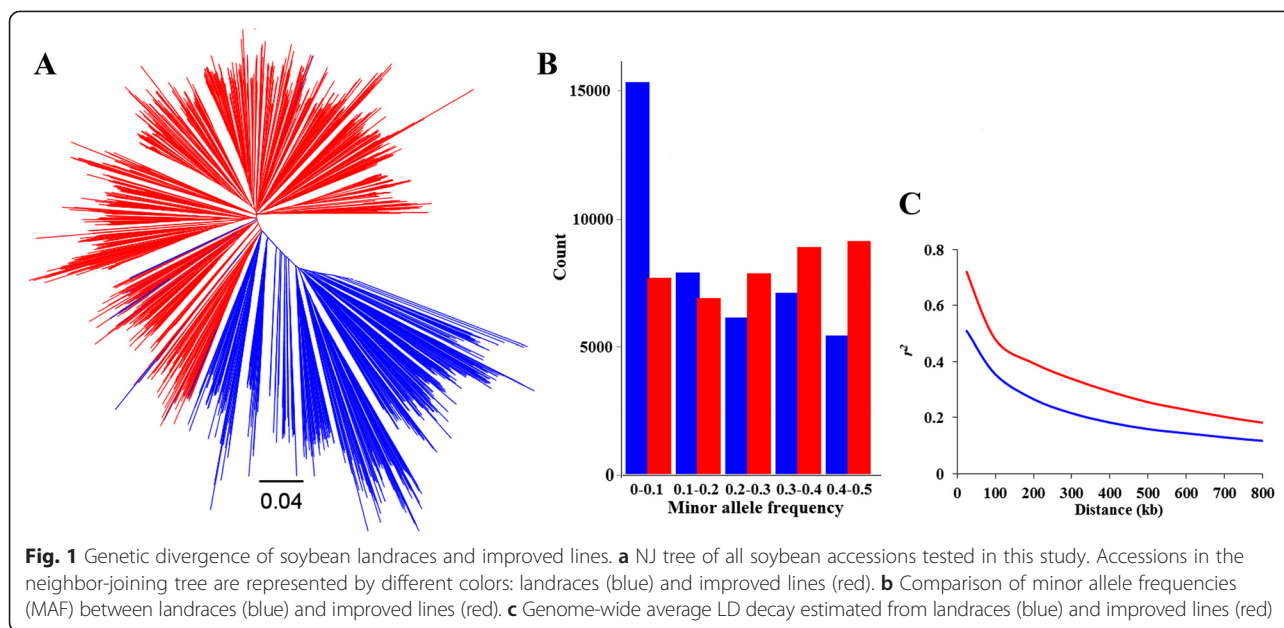 A
0.04
B
Count
15000
10000
5000
0
0-0.1 0.1-0.2 0.2-0.3 0.3-0.4 0.4-0.5
Minor allele frequency
C
r²
0.8
0.6
0.4
0.2
0
0 100 200 300 400 500 600 700 800
Distance (kb)
Fig. 1 Genetic divergence of soybean landraces and improved lines. a NJ tree of all soybean accessions tested in this study. Accessions in the
neighbor-joining tree are represented by different colors: landraces (blue) and improved lines (red). b Comparison of minor allele frequencies
(MAF) between landraces (blue) and improved lines (red). c Genome-wide average LD decay estimated from landraces (blue) and improved lines (red)